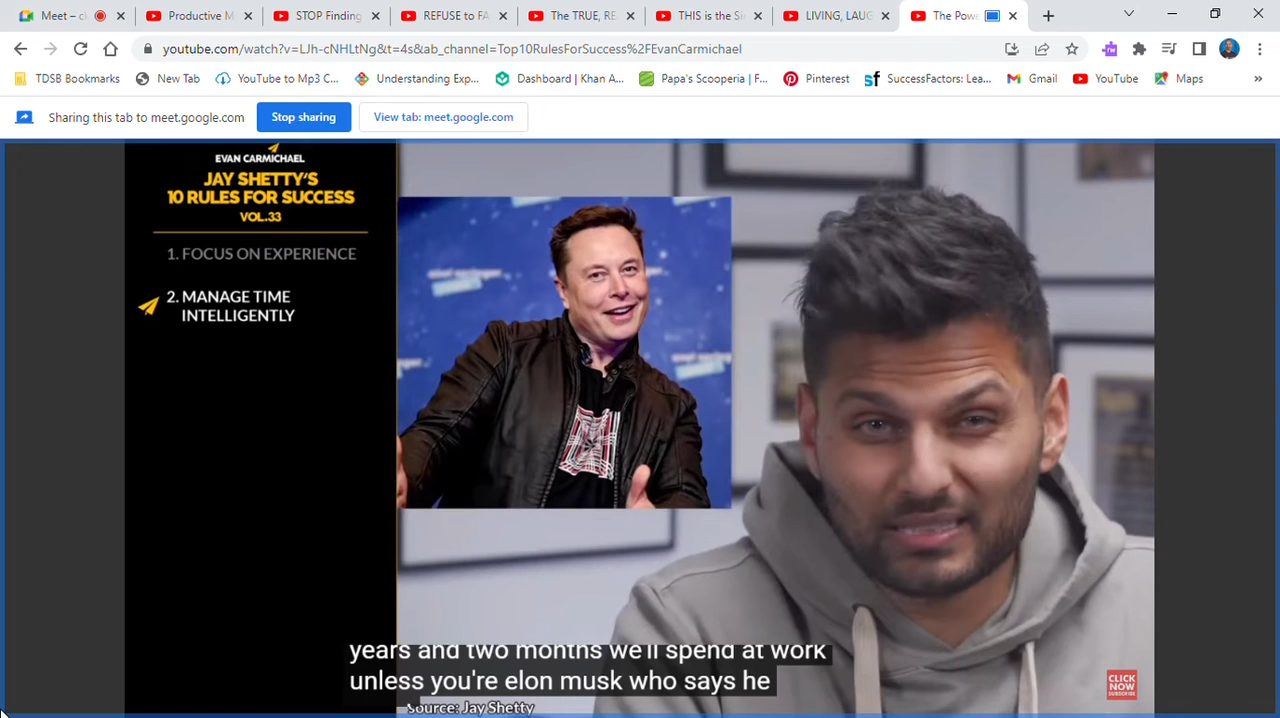 Meet – ci
Productive M
STOP Finding
REFUSE to FA
The TRUE, RE
THIS is the Si
LIVING, LAUG
The Powe
youtube.com/watch?v=LJh-cNHLtNg&t=4s&ab_channel=Top10RulesForSuccess%2FEvanCarmichael
TDSB Bookmarks
New Tab
YouTube to Mp3 C...
Understanding Exp...
Dashboard | Khan A...
Papa's Scooperia | F...
Pinterest
SuccessFactors: Lea...
Gmail
YouTube
Maps
»
Sharing this tab to meet.google.com
Stop sharing
View tab: meet.google.com
EVAN CARMICHAEL
JAY SHETTY'S
10 RULES FOR SUCCESS
VOL.33
1. FOCUS ON EXPERIENCE
2. MANAGE TIME
INTELLIGENTLY
years and two months we'll spend at work
unless you're elon musk who says he
Source: Jay Shetty
CLICK
NOW
SUBSCRIBE